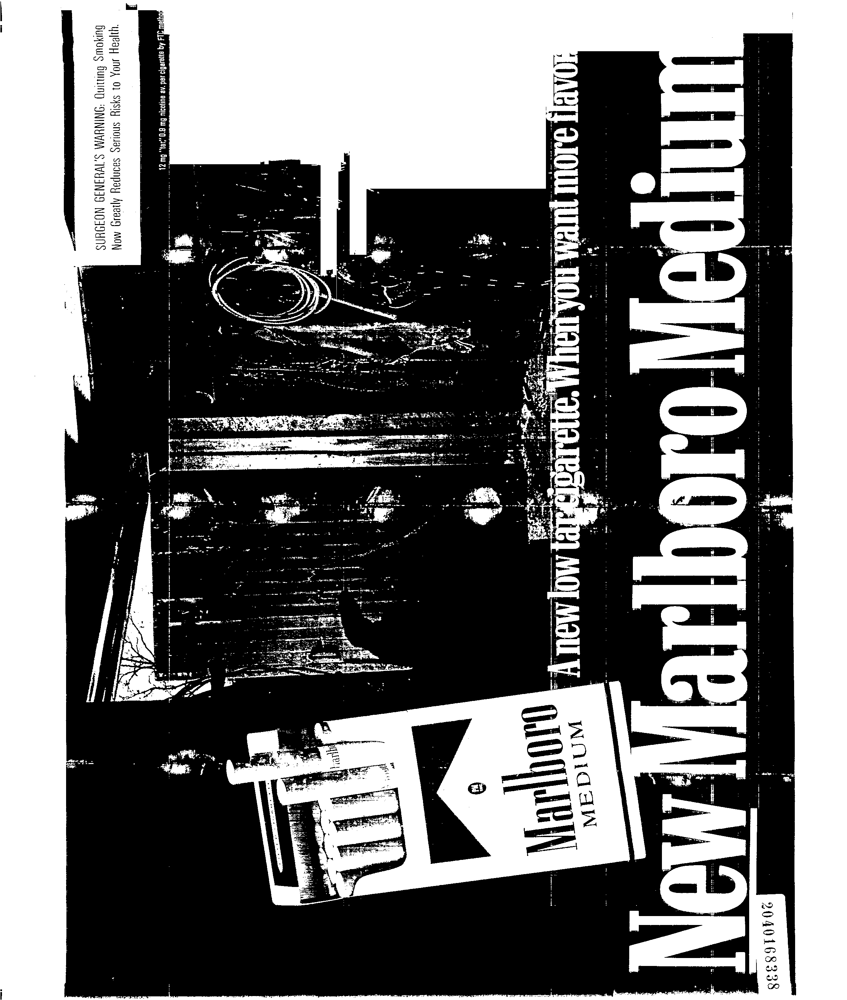 SURGEON GENERAL'S WARNING: Quitting Smoking
Now Greatly Reduces Serious Risks to Your Health.
12 mg "tar," 0.9 mg nicotine av. per cigarette by FTC method
A new low tar cigarette. When you want more flavor.
New Marlboro Medium
Marlboro
MEDIUM
2040168338